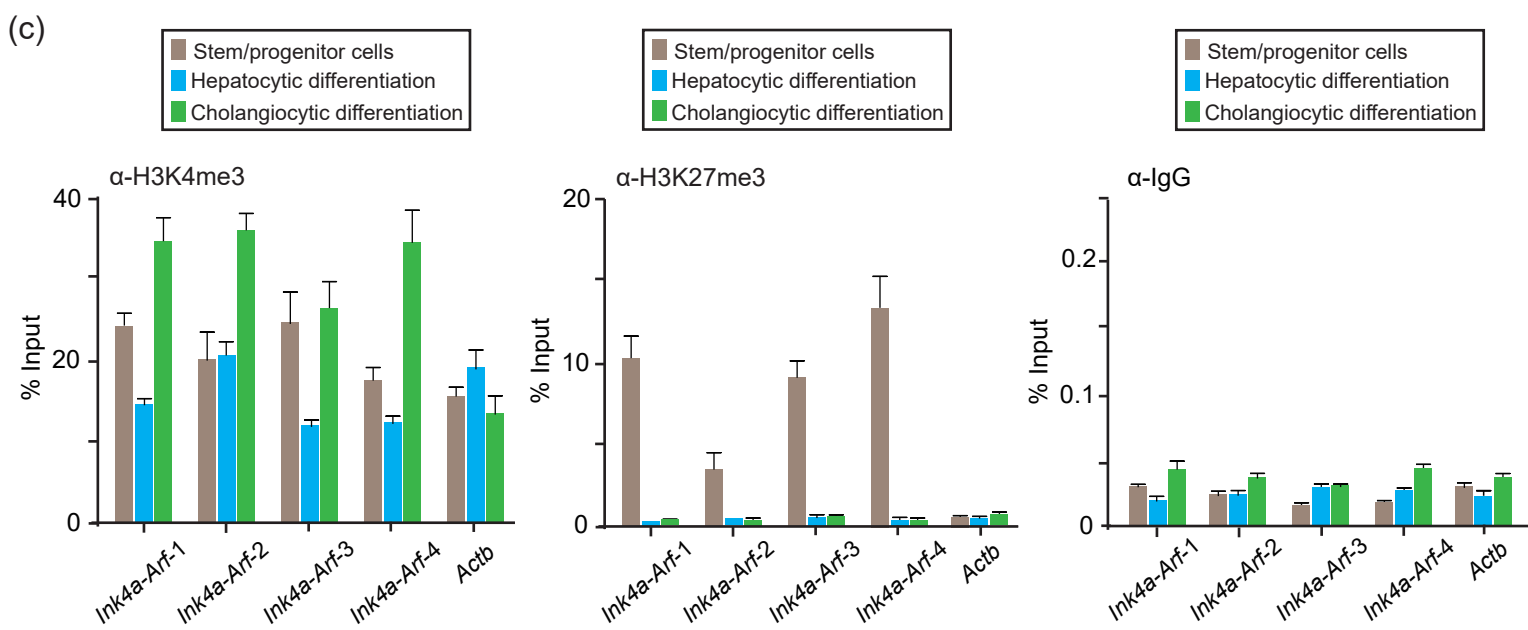 (c)
Stem/progenitor cells
Hepatocytic differentiation
Cholangiocytic differentiation
α-H3K4me3
% Input
40
20
0
Ink4a-Arf-1
Ink4a-Arf-2
Ink4a-Arf-3
Ink4a-Arf-4
Actb
Stem/progenitor cells
Hepatocytic differentiation
Cholangiocytic differentiation
α-H3K27me3
% Input
20
10
0
Ink4a-Arf-1
Ink4a-Arf-2
Ink4a-Arf-3
Ink4a-Arf-4
Actb
Stem/progenitor cells
Hepatocytic differentiation
Cholangiocytic differentiation
α-IgG
% Input
0.2
0.1
0
Ink4a-Arf-1
Ink4a-Arf-2
Ink4a-Arf-3
Ink4a-Arf-4
Actb